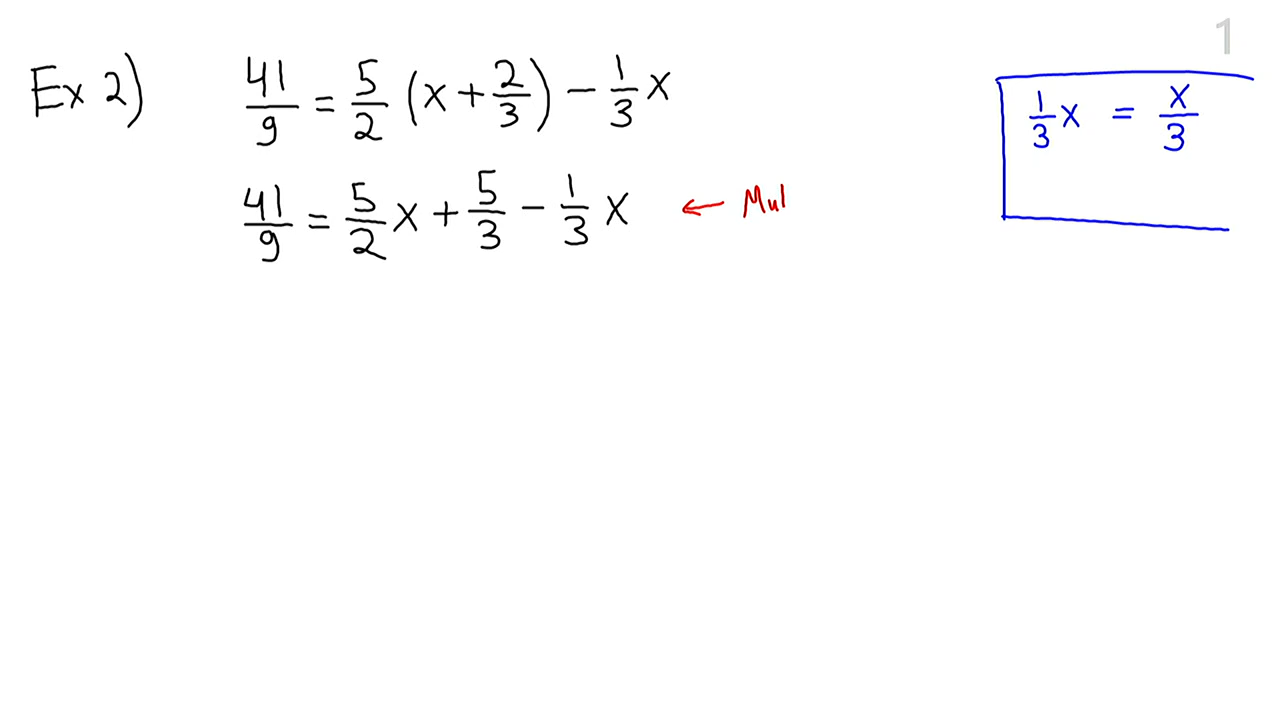 1
Ex 2) 41/9 = 5/2 (x + 2/3) - 1/3 x
1/3 x = x/3
41/9 = 5/2 x + 5/3 - 1/3 x ← Mul